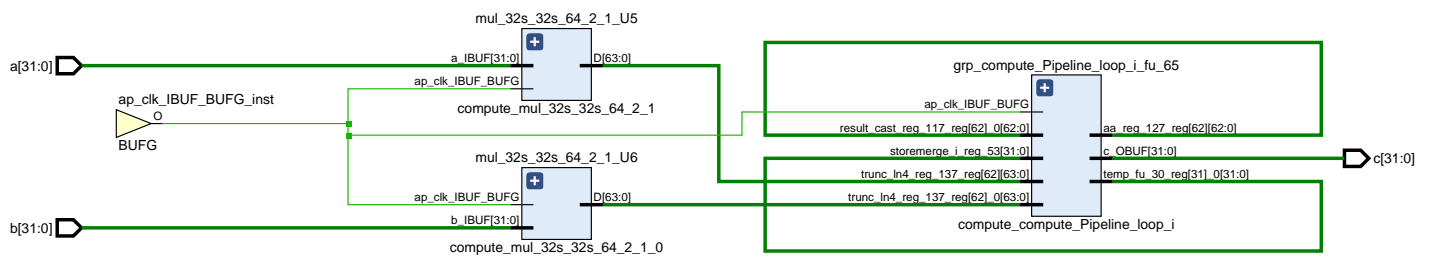 mul_32s_32s_64_2_1_U5
a[31:0]
a_IBUF[31:0]
D[63:0]
ap_clk_IBUF_BUFG
compute_mul_32s_32s_64_2_1
ap_clk_IBUF_BUFG_inst
O
BUFG
mul_32s_32s_64_2_1_U6
ap_clk_IBUF_BUFG
D[63:0]
b[31:0]
b_IBUF[31:0]
compute_mul_32s_32s_64_2_1_0
grp_compute_Pipeline_loop_i_fu_65
ap_clk_IBUF_BUFG
result_cast_reg_117_reg[62]_0[62:0]
aa_reg_127_reg[62][62:0]
storemerge_i_reg_53[31:0]
c_OBUF[31:0]
c[31:0]
trunc_ln4_reg_137_reg[62][63:0]
temp_fu_30_reg[31]_0[31:0]
trunc_ln4_reg_137_reg[62]_0[63:0]
compute_compute_Pipeline_loop_i